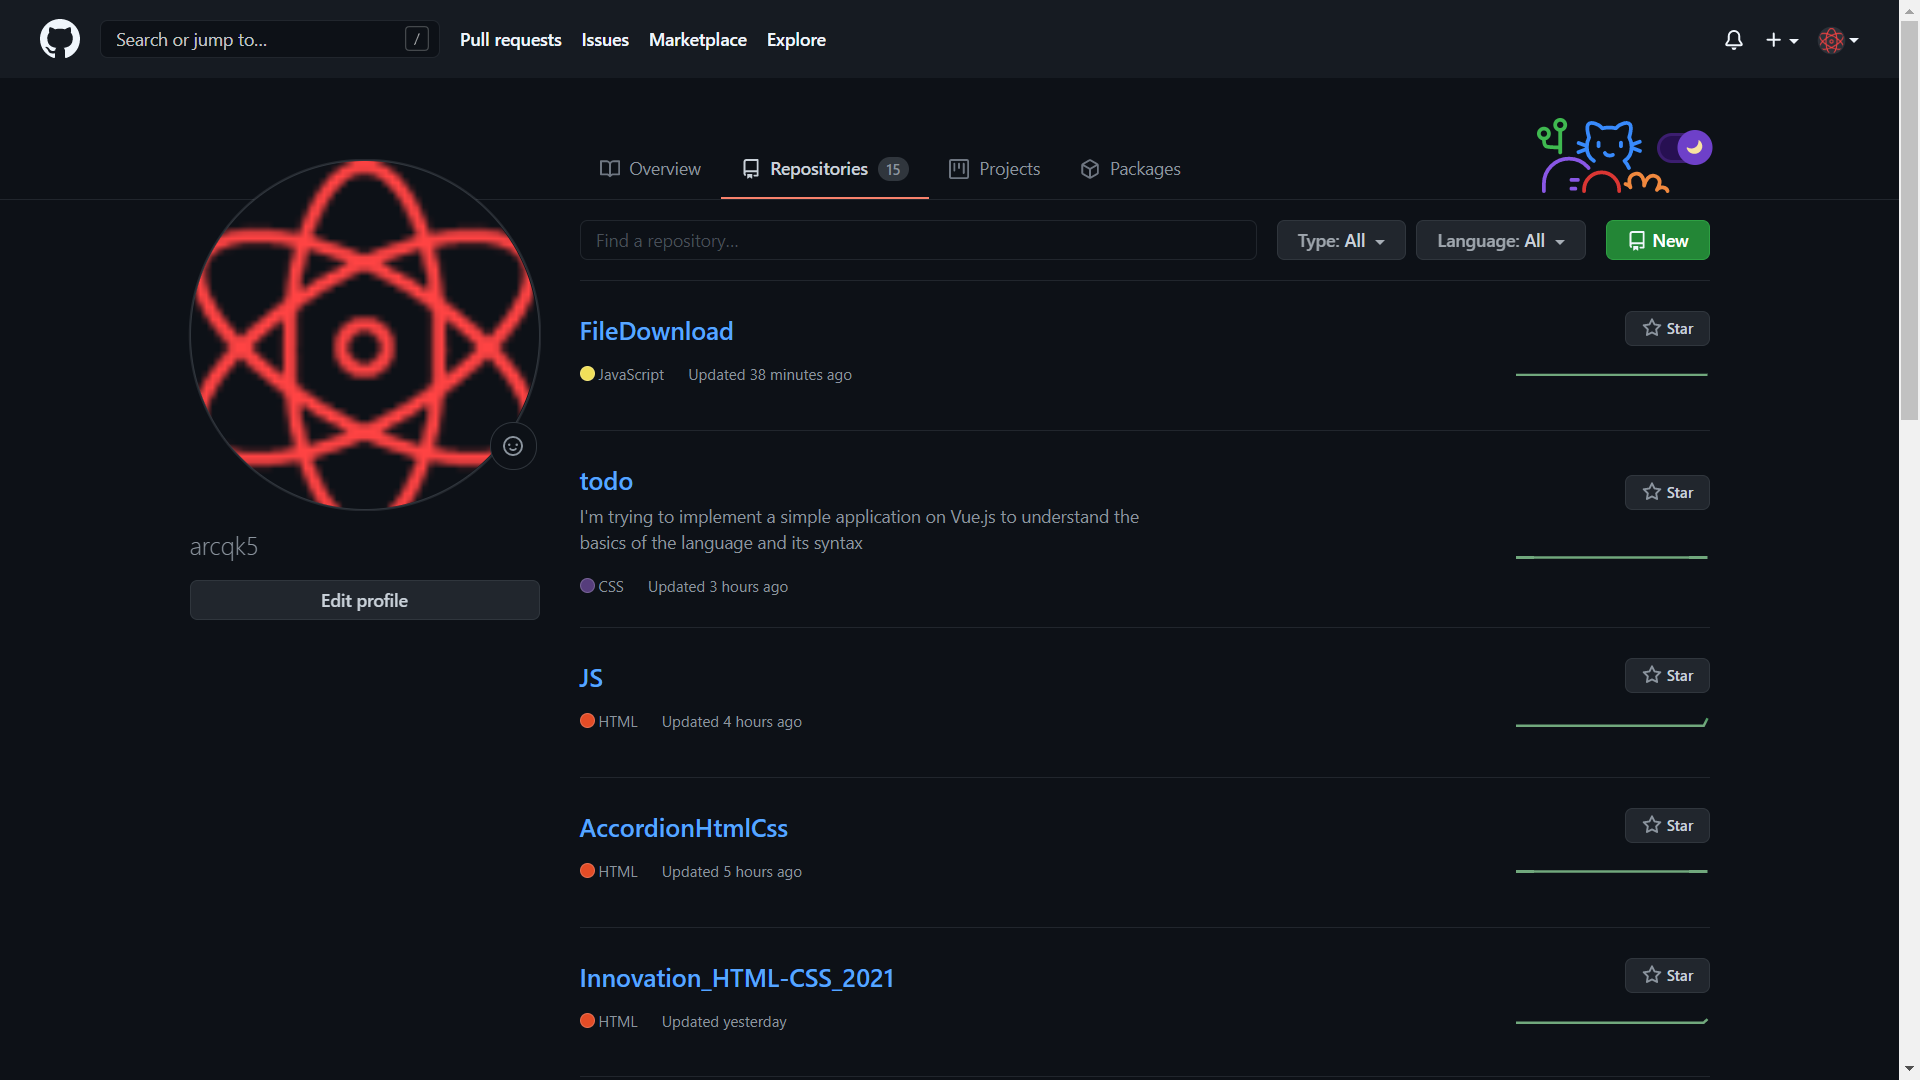 Search or jump to... /
Pull requests Issues Marketplace Explore
Overview Repositories 15 Projects Packages
Find a repository... Type: All Language: All New
arcqk5
Edit profile
FileDownload Star
JavaScript Updated 38 minutes ago
todo Star
I'm trying to implement a simple application on Vue.js to understand the
basics of the language and its syntax
CSS Updated 3 hours ago
JS Star
HTML Updated 4 hours ago
AccordionHtmlCss Star
HTML Updated 5 hours ago
Innovation_HTML-CSS_2021 Star
HTML Updated yesterday